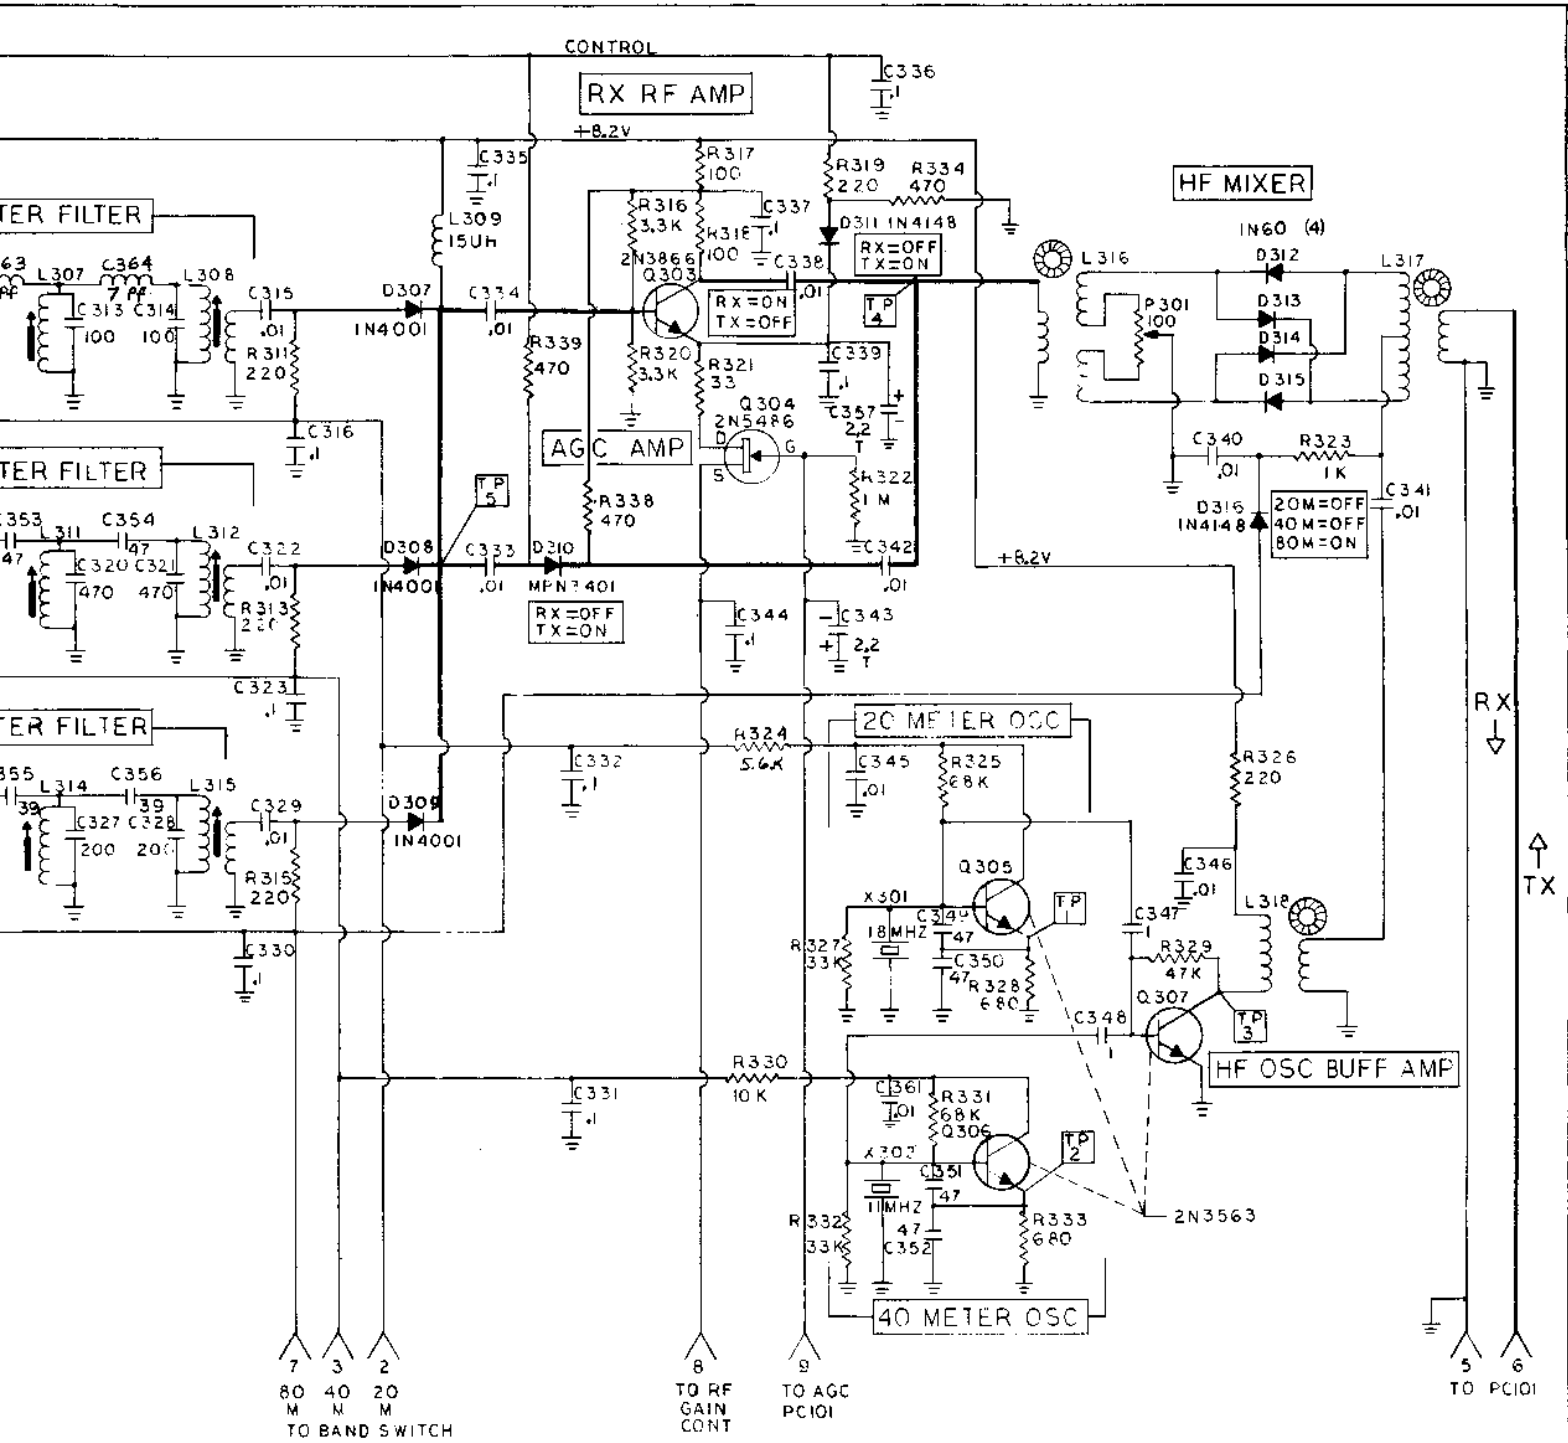 CONTROL
C336
.1
RX RF AMP
+8.2V
C335
.1
R317
100
R319
220
R334
470
HF MIXER
TER FILTER
L309
15UH
R316
3.3K
C337
.1
R318
100
D311 1N4148
RX=OFF
TX=ON
1N60 (4)
63
L307
C364
7
L308
2N3866
Q303
C338
.01
L316
D312
L317
C313
100
C314
100
C315
.01
D307
1N4001
C334
.01
RX=ON
TX=OFF
TP
4
P301
100
D313
D314
D315
R311
220
R339
470
R320
3.3K
R321
33
C339
.1
C316
.1
Q304
2N5486
D
G
S
C357
2.2
T
+
-
AGC AMP
TER FILTER
TP
5
R338
470
R322
1 M
C340
.01
R323
1K
C341
.01
D316
1N4148
20M=OFF
40M=OFF
80M=ON
C353
47
L311
C354
47
L312
C322
.01
D308
1N4001
C333
.01
D310
MPN3401
C342
.01
+8.2V
C320
470
C321
470
R313
220
RX=OFF
TX=ON
C344
.1
-
+
C343
2.2
T
C323
.1
RX
TER FILTER
20 METER OSC
R324
5.6K
C332
.1
C345
.01
R325
68K
R326
220
355
39
L314
C356
39
L315
C329
.01
D309
1N4001
C327
200
C328
200
R315
220
Q305
C346
.01
TX
X301
18MHZ
C349
47
TP
1
C347
1
L318
R327
33K
C350
47
R328
680
R329
47K
C330
.1
C348
1
Q307
TP
3
HF OSC BUFF AMP
R330
10K
C331
.1
C361
.01
R331
68K
Q306
TP
2
X302
11MHZ
C351
47
R332
33K
47
C352
R333
680
2N3563
40 METER OSC
7
3
2
8
9
5
6
80
M
40
M
20
M
TO BAND SWITCH
TO RF
GAIN
CONT
TO AGC
PC101
TO PC101